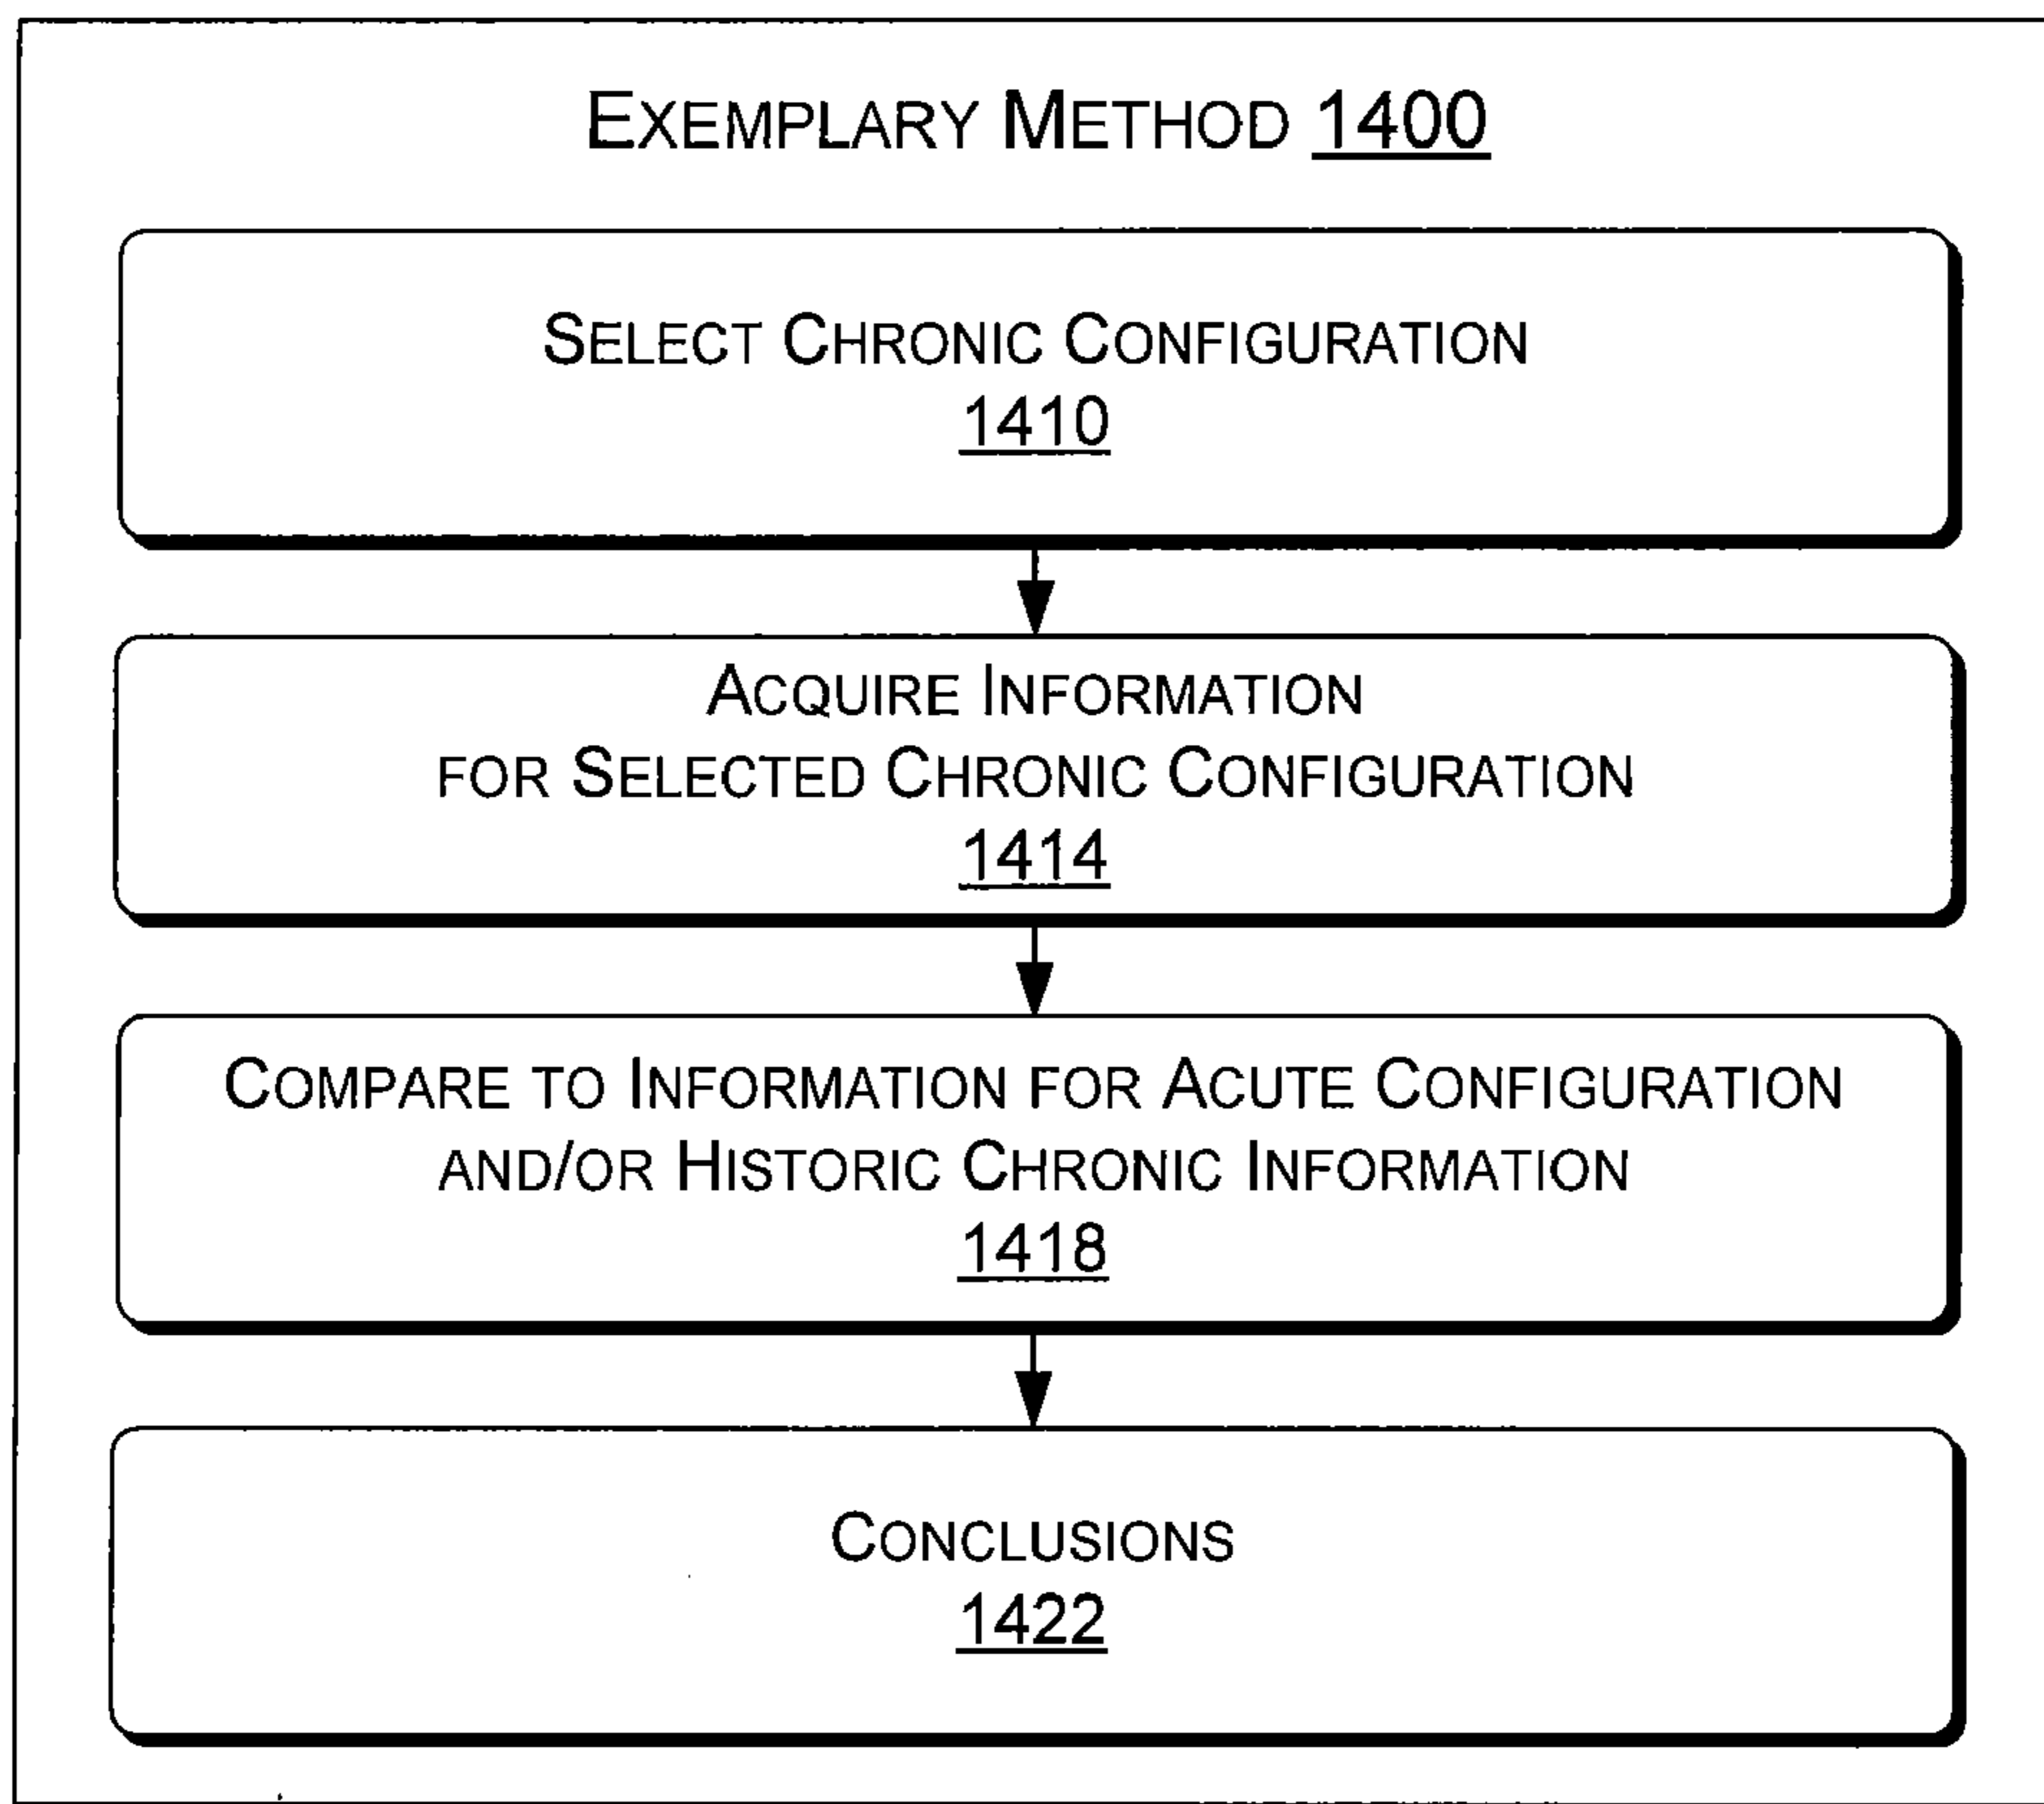 EXEMPLARY METHOD 1400
SELECT CHRONIC CONFIGURATION
1410
ACQUIRE INFORMATION
FOR SELECTED CHRONIC CONFIGURATION
1414
COMPARE TO INFORMATION FOR ACUTE CONFIGURATION
AND/OR HISTORIC CHRONIC INFORMATION
1418
CONCLUSIONS
1422